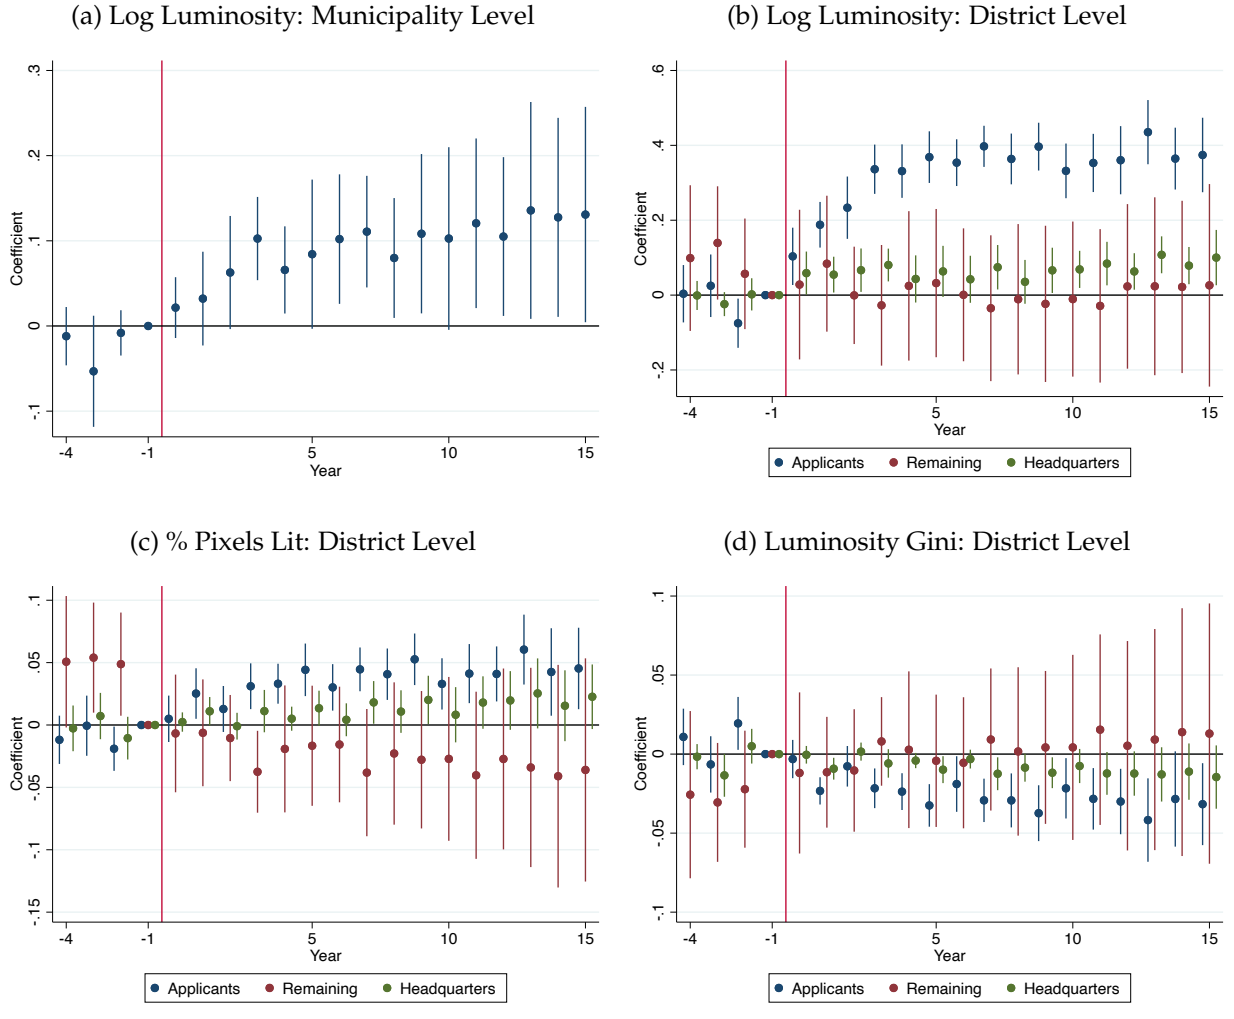 (a) Log Luminosity: Municipality Level
.3
.2
.1
0
-.1
Coefficient
-4
-1
5
10
15
Year
(b) Log Luminosity: District Level
.6
.4
.2
0
-.2
Coefficient
-4
-1
5
10
15
Year
Applicants Remaining Headquarters
(c) % Pixels Lit: District Level
.1
.05
0
-.05
-.1
-.15
Coefficient
-4
-1
5
10
15
Year
Applicants Remaining Headquarters
(d) Luminosity Gini: District Level
.1
.05
0
-.05
-.1
Coefficient
-4
-1
5
10
15
Year
Applicants Remaining Headquarters